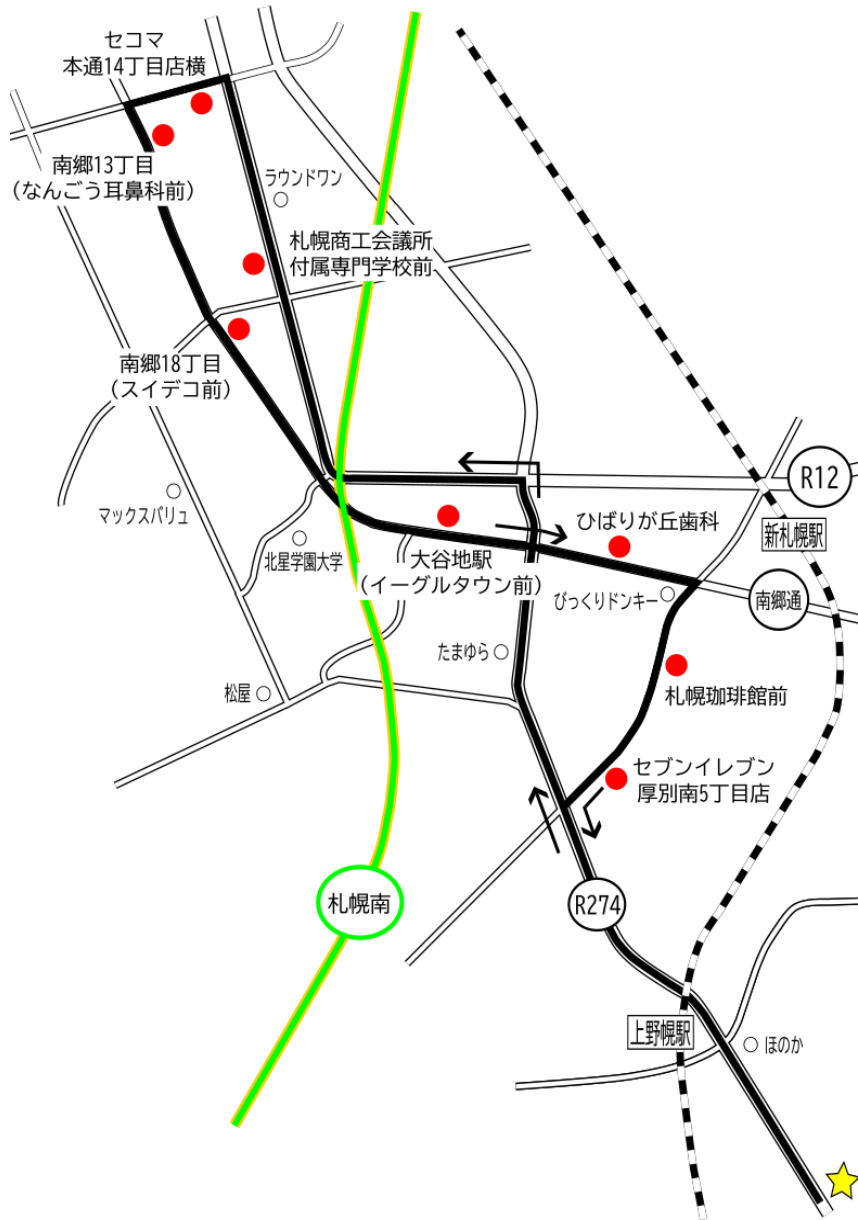 セコマ
本通14丁目店横
南郷13丁目
(なんごう耳鼻科前)
ラウンドワン
札幌商工会議所
付属専門学校前
南郷18丁目
(スイデコ前)
R12
マックスバリュ
新札幌駅
ひばりが丘歯科
北星学園大学
大谷地駅
(イーグルタウン前)
びっくりドンキー
南郷通
たまゆら
松屋
札幌珈琲館前
セブンイレブン
厚別南5丁目店
札幌南
R274
上野幌駅
ほのか